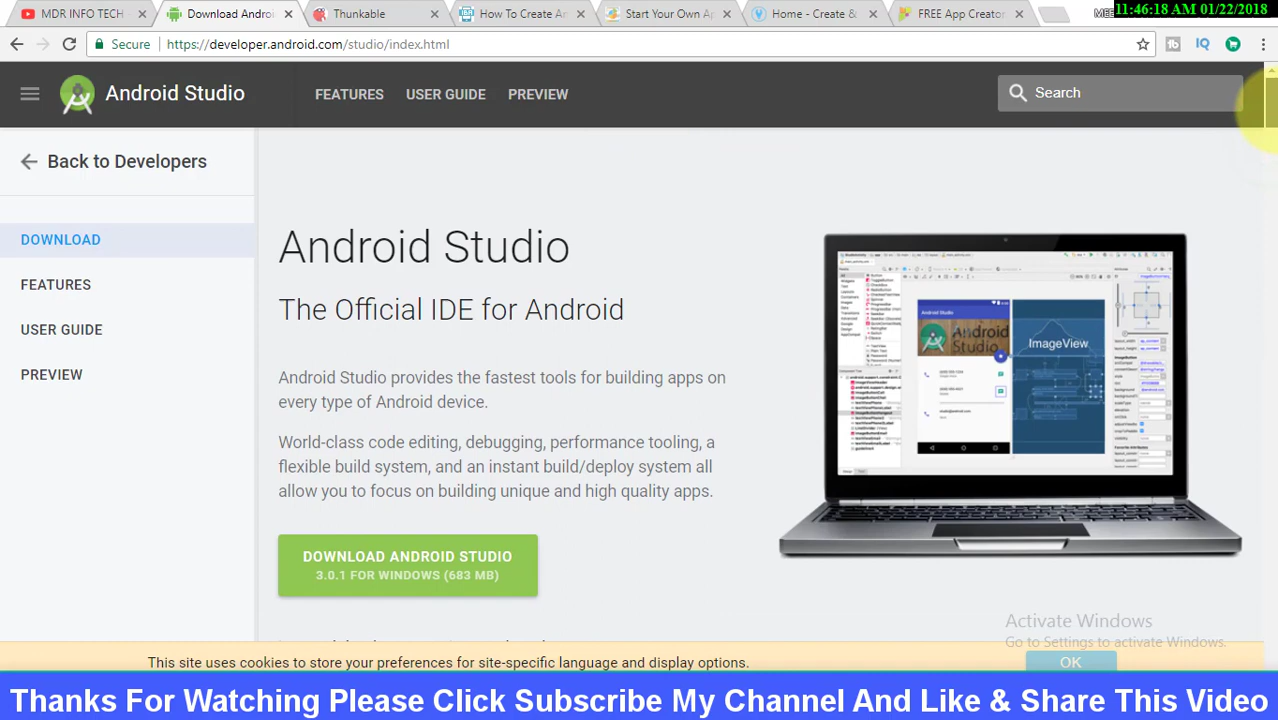 MDR INFO TECH
Download Androi
Thunkable
How To Create An
Start Your Own Ap
Home - Create &
FREE App Creator
11:46:18 AM 01/22/2018
Secure
https://developer.android.com/studio/index.html
Android Studio
FEATURES
USER GUIDE
PREVIEW
Search
Back to Developers
DOWNLOAD
FEATURES
USER GUIDE
PREVIEW
Android Studio
The Official IDE for Android
Android Studio provides the fastest tools for building apps on
every type of Android device.
World-class code editing, debugging, performance tooling, a
flexible build system, and an instant build/deploy system all
allow you to focus on building unique and high quality apps.
DOWNLOAD ANDROID STUDIO
3.0.1 FOR WINDOWS (683 MB)
Android Studio
Android
Studio
ImageView
Activate Windows
Go to Settings to activate Windows.
This site uses cookies to store your preferences for site-specific language and display options.
OK
Thanks For Watching Please Click Subscribe My Channel And Like & Share This Video